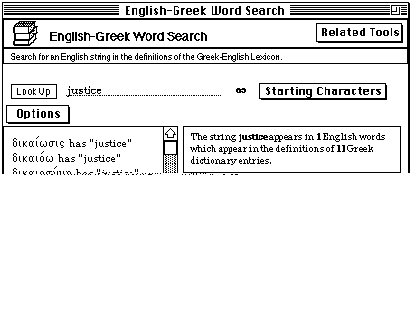 English-Greek Word Search
English-Greek Word Search
Related Tools
Search for an English string in the definitions of the Greek-English Lexicon.
Look Up justice
Starting Characters
Options
δικαίωσις has "justice"
δικαιόω has "justice"
has "justice"
The string justice appears in 1 English words
which appear in the definitions of 11 Greek
dictionary entries.